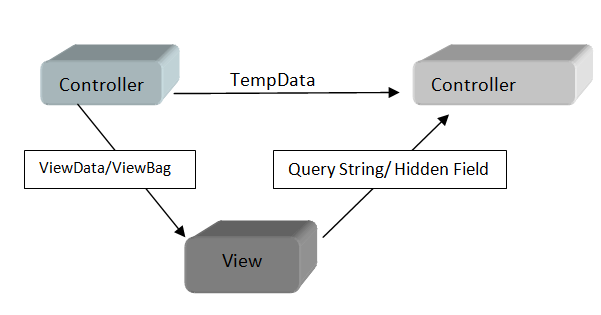 TempData
Controller
Controller
ViewData/ViewBag
Query String/ Hidden Field
View